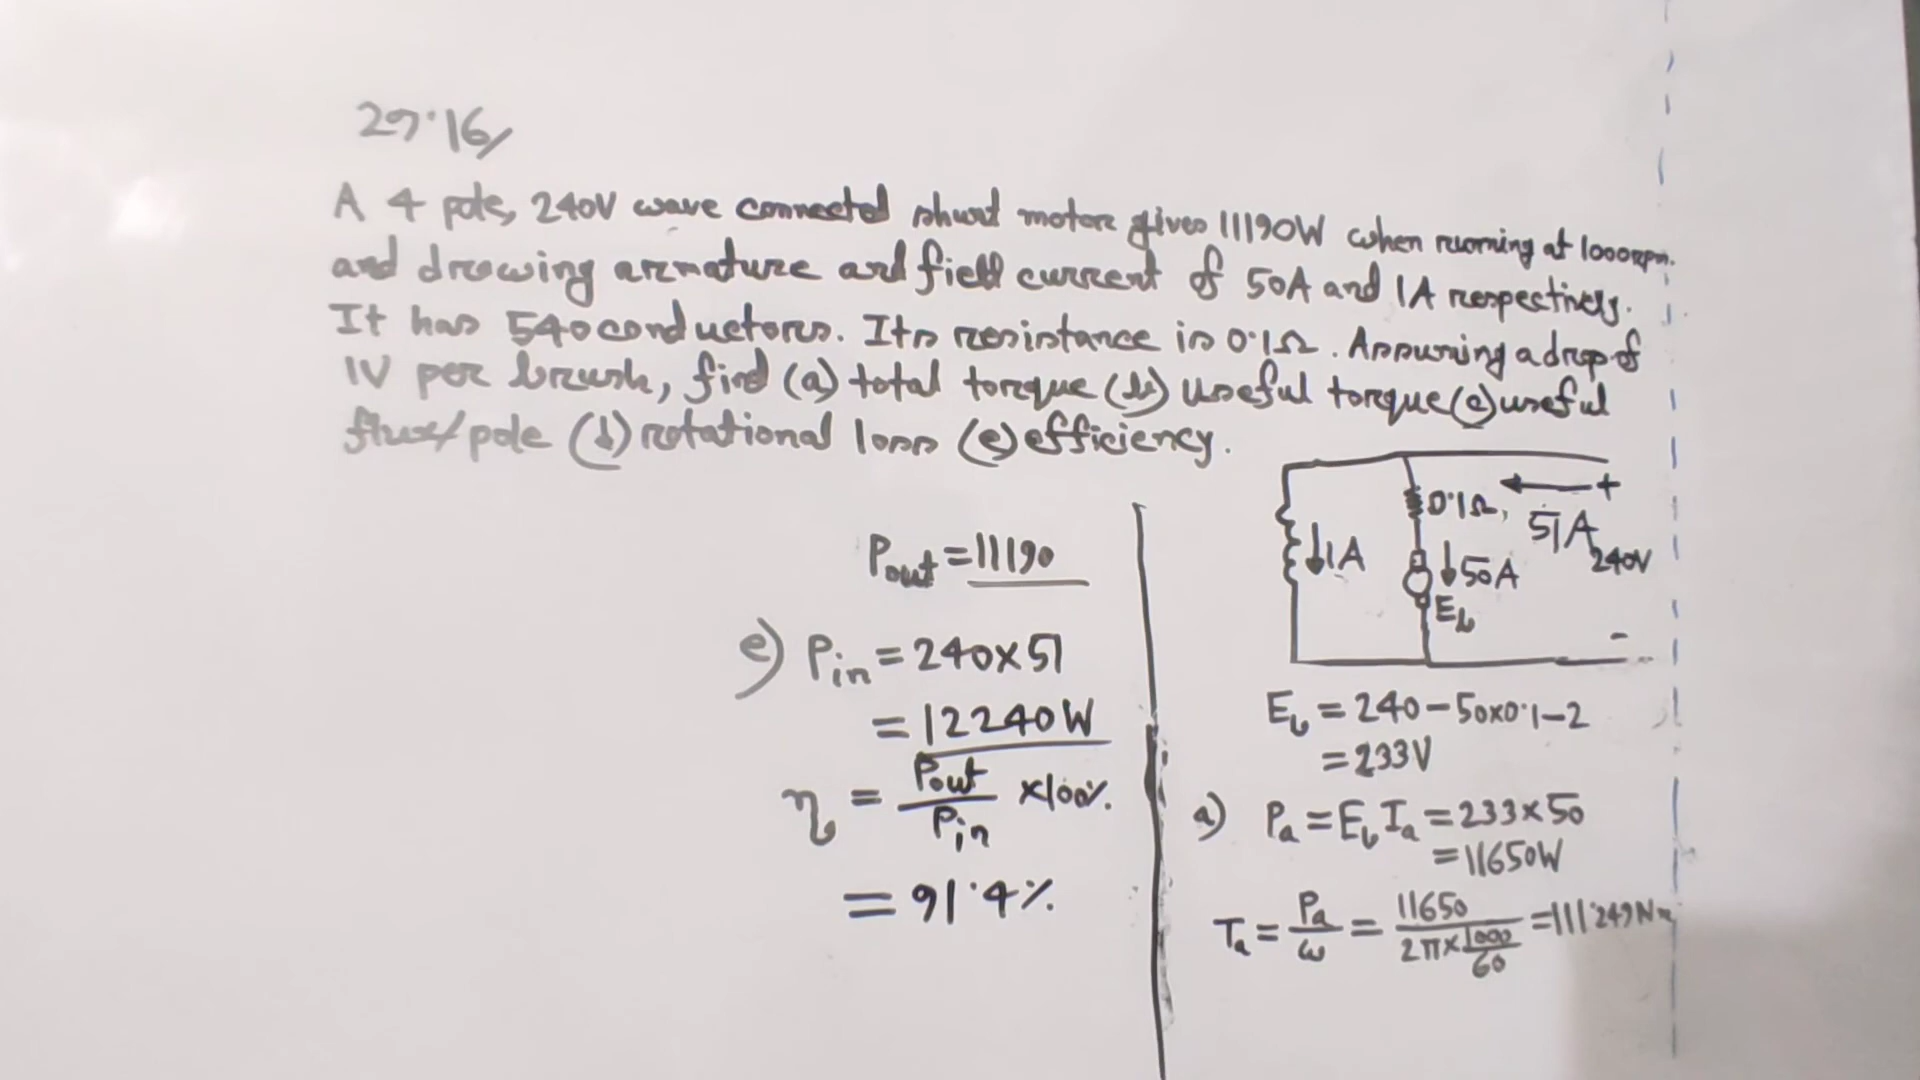 29.16/
A 4 pole, 240V wave connected shunt motor gives 11190W when running at 1000rpm.
and drawing armature and field current of 50A and 1A respectively.
It has 540 conductors. Its resistance is 0.1Ω. Assuming a drop of
1V per brush, find (a) total torque (b) useful torque (c) useful
flux/pole (d) rotational loss (e) efficiency.
Pout = 11190
e) Pin = 240×51
= 12240W
η = Pout/Pin ×100%
= 91.4%
0.1Ω,
+
51A
240V
1A
50A
Eb
-
Eb = 240-50×0.1-2
= 233V
a) Pa = Eb Ia = 233×50
= 11650W
Ta = Pa/ω = 11650/(2π×1000/60) = 111.249Nm